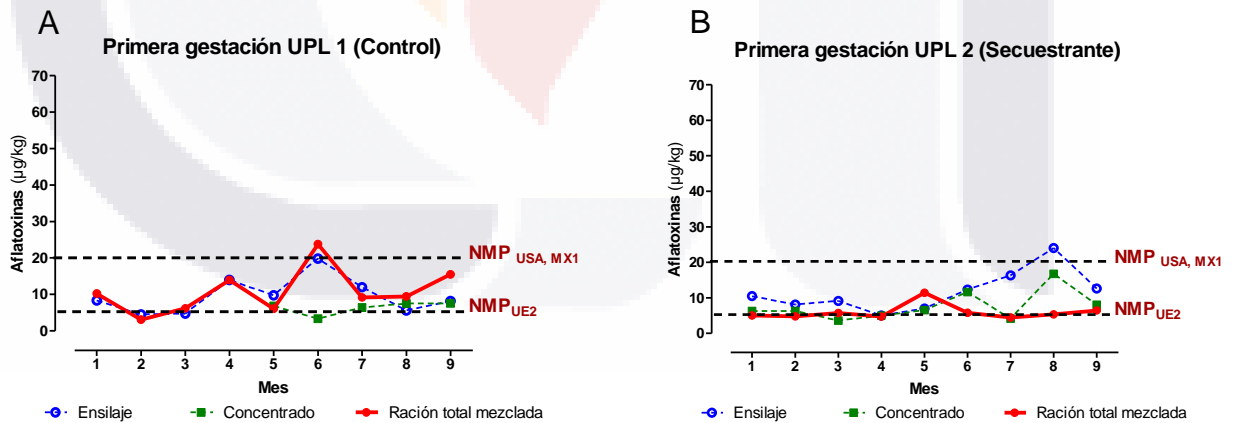 A
Primera gestación UPL 1 (Control)
Aflatoxinas (µg/kg)
70
60
50
40
30
20
10
0
NMP USA, MX1
NMP UE2
1 2 3 4 5 6 7 8 9
Mes
Ensilaje Concentrado Ración total mezclada
B
Primera gestación UPL 2 (Secuestrante)
Aflatoxinas (µg/kg)
70
60
50
40
30
20
10
0
NMP USA, MX1
NMP UE2
1 2 3 4 5 6 7 8 9
Mes
Ensilaje Concentrado Ración total mezclada